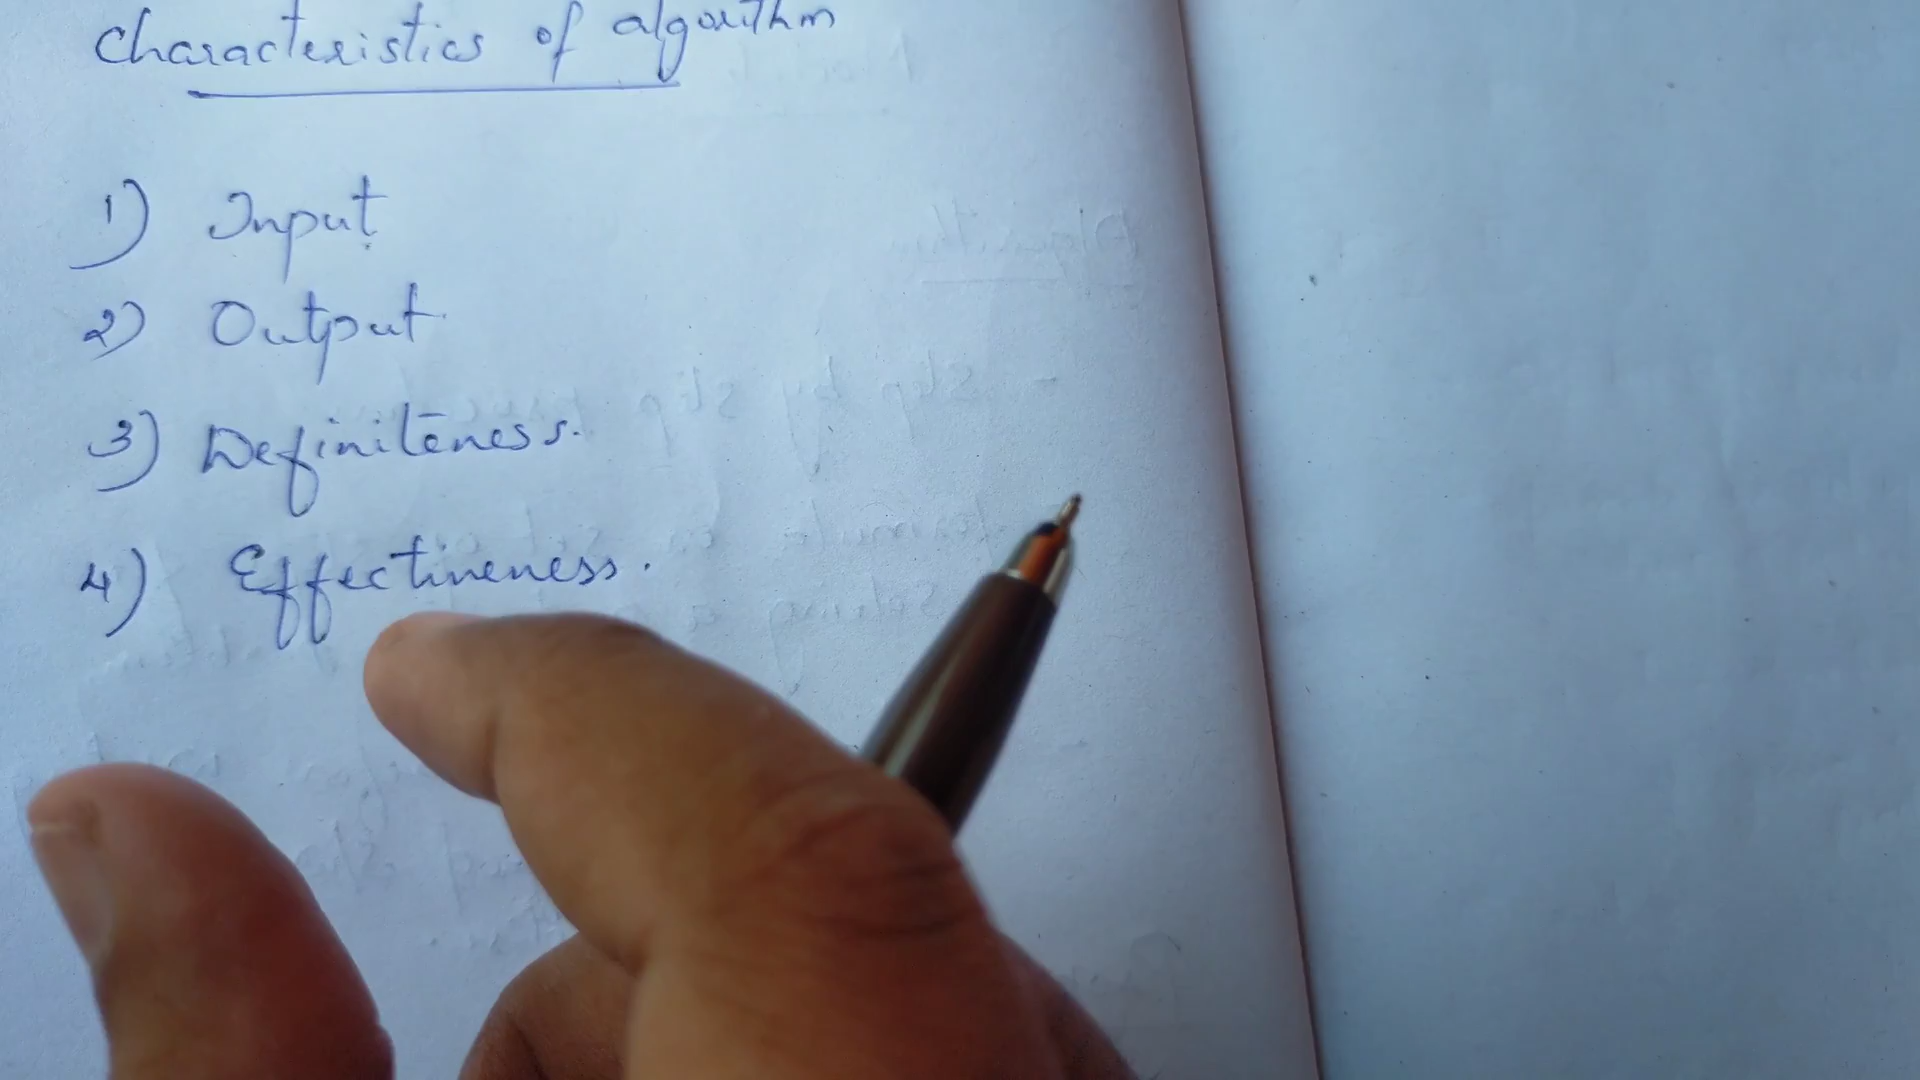 Characteristics of algorithm
1) Input
2) Output
3) Definiteness.
4) Effectiveness.